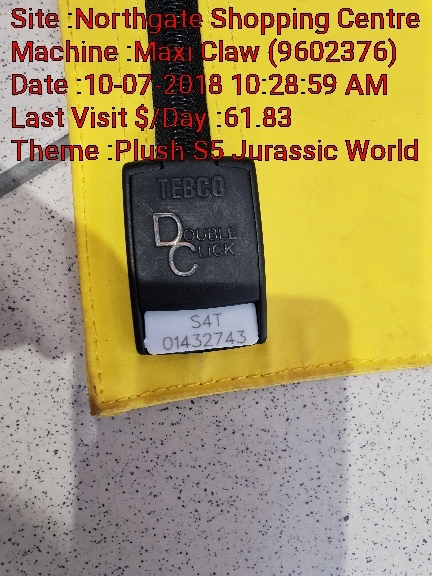 Site :Northgate Shopping Centre
Machine :Maxi Claw (9602376)
Date :10-07-2018 10:28:59 AM
Last Visit $/Day :61.83
Theme :Plush S5 Jurassic World
TEBCO
DOUBLE
CLICK
S4T
01432743